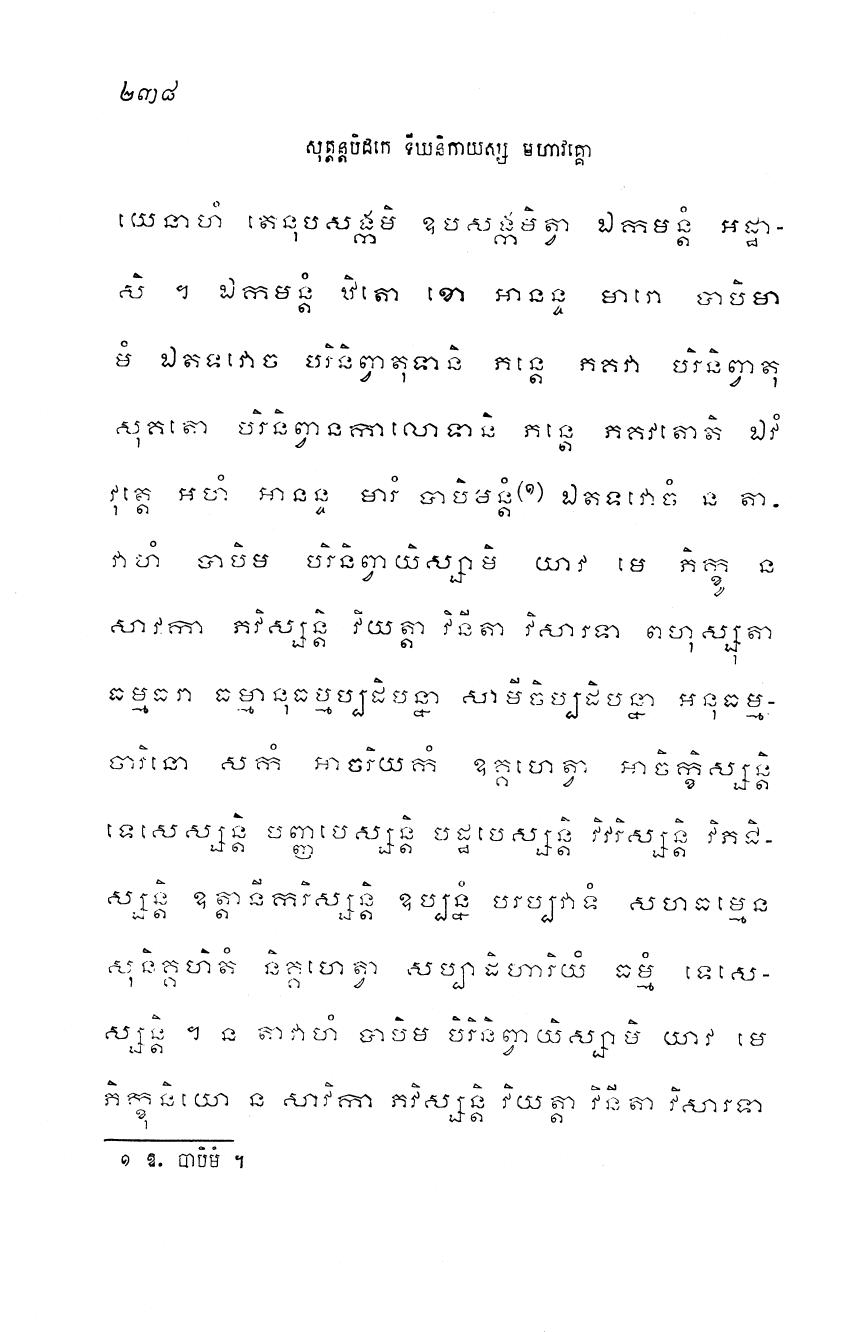 ២៣៨
សុត្តន្តបិដកេ ទីឃនិកាយស្ស មហាវគ្គោ
យេនាហំ តេនុបសង្កមិ ឧបសង្កមិត្វា ឯកមន្តំ អដ្ឋា-
សិ ។ ឯកមន្តំ ឋិតោ ខោ អានន្ទ មារោ បាបិមា
មំ ឯតទវោច បរិនិព្វាតុទានិ ភន្តេ ភគវា បរិនិព្វាតុ
សុគតោ បរិនិព្វានកាលោទានិ ភន្តេ ភគវតោតិ ឯវំ
វុត្តេ អហំ អានន្ទ មារំ បាបិមន្តំ(១) ឯតទវោចំ ន តា-
វាហំ បាបិម បរិនិព្វាយិស្សាមិ យាវ មេ ភិក្ខូ ន
សាវកា ភវិស្សន្តិ វិយត្តា វិនីតា វិសារទា ពហុស្សុតា
ធម្មធរា ធម្មានុធម្មប្បដិបន្នា សាមីចិប្បដិបន្នា អនុធម្ម-
ចារិនោ សកំ អាចរិយកំ ឧគ្គហេត្វា អាចិក្ខិស្សន្តិ
ទេសេស្សន្តិ បញ្ញបេស្សន្តិ បដ្ឋបេស្សន្តិ វិវរិស្សន្តិ វិភជិ-
ស្សន្តិ ឧត្តានីករិស្សន្តិ ឧប្បន្នំ បរប្បវាទំ សហធម្មេន
សុនិគ្គហិតំ និគ្គហេត្វា សប្បាដិហារិយំ ធម្មំ ទេសេ-
ស្សន្តិ ។ ន តាវាហំ បាបិម បរិនិព្វាយិស្សាមិ យាវ មេ
ភិក្ខុនិយោ ន សាវិកា ភវិស្សន្តិ វិយត្តា វិនីតា វិសារទា
១ ឧ. បាបិមំ ។